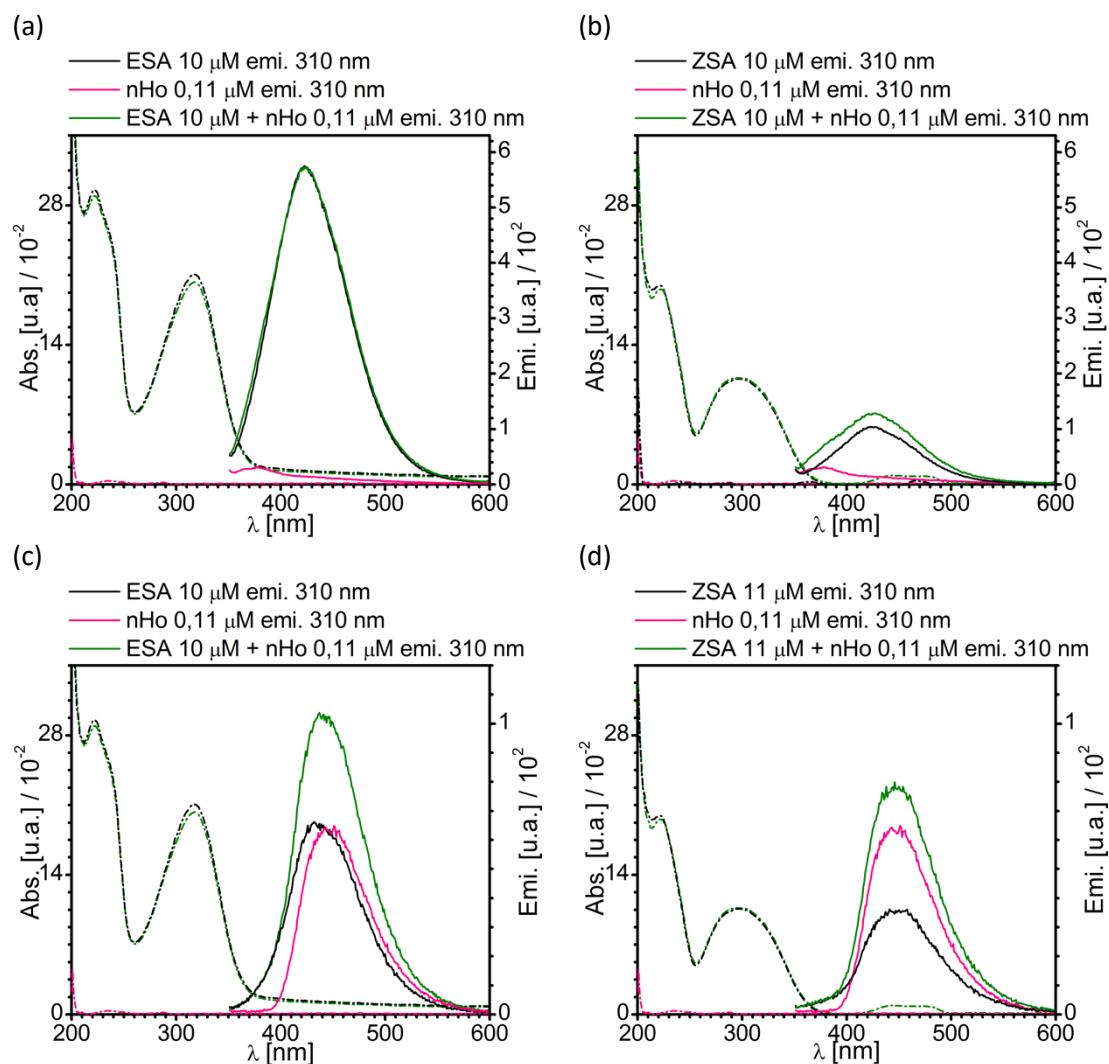 (a)
ESA 10 μM emi. 310 nm
nHo 0,11 μM emi. 310 nm
ESA 10 μM + nHo 0,11 μM emi. 310 nm
28
14
0
Abs. [u.a] / 10⁻²
6
5
4
3
2
1
0
Emi. [u.a.] / 10²
200 300 400 500 600
λ [nm]
(b)
ZSA 10 μM emi. 310 nm
nHo 0,11 μM emi. 310 nm
ZSA 10 μM + nHo 0,11 μM emi. 310 nm
28
14
0
Abs. [u.a.] / 10⁻²
6
5
4
3
2
1
0
Emi. [u.a.] / 10²
200 300 400 500 600
λ [nm]
(c)
ESA 10 μM emi. 310 nm
nHo 0,11 μM emi. 310 nm
ESA 10 μM + nHo 0,11 μM emi. 310 nm
28
14
0
Abs. [u.a.] / 10⁻²
1
0
Emi. [u.a.] / 10²
200 300 400 500 600
λ [nm]
(d)
ZSA 11 μM emi. 310 nm
nHo 0,11 μM emi. 310 nm
ZSA 11 μM + nHo 0,11 μM emi. 310 nm
28
14
0
Abs. [u.a.] / 10⁻²
1
0
Emi. [u.a.] / 10²
200 300 400 500 600
λ [nm]